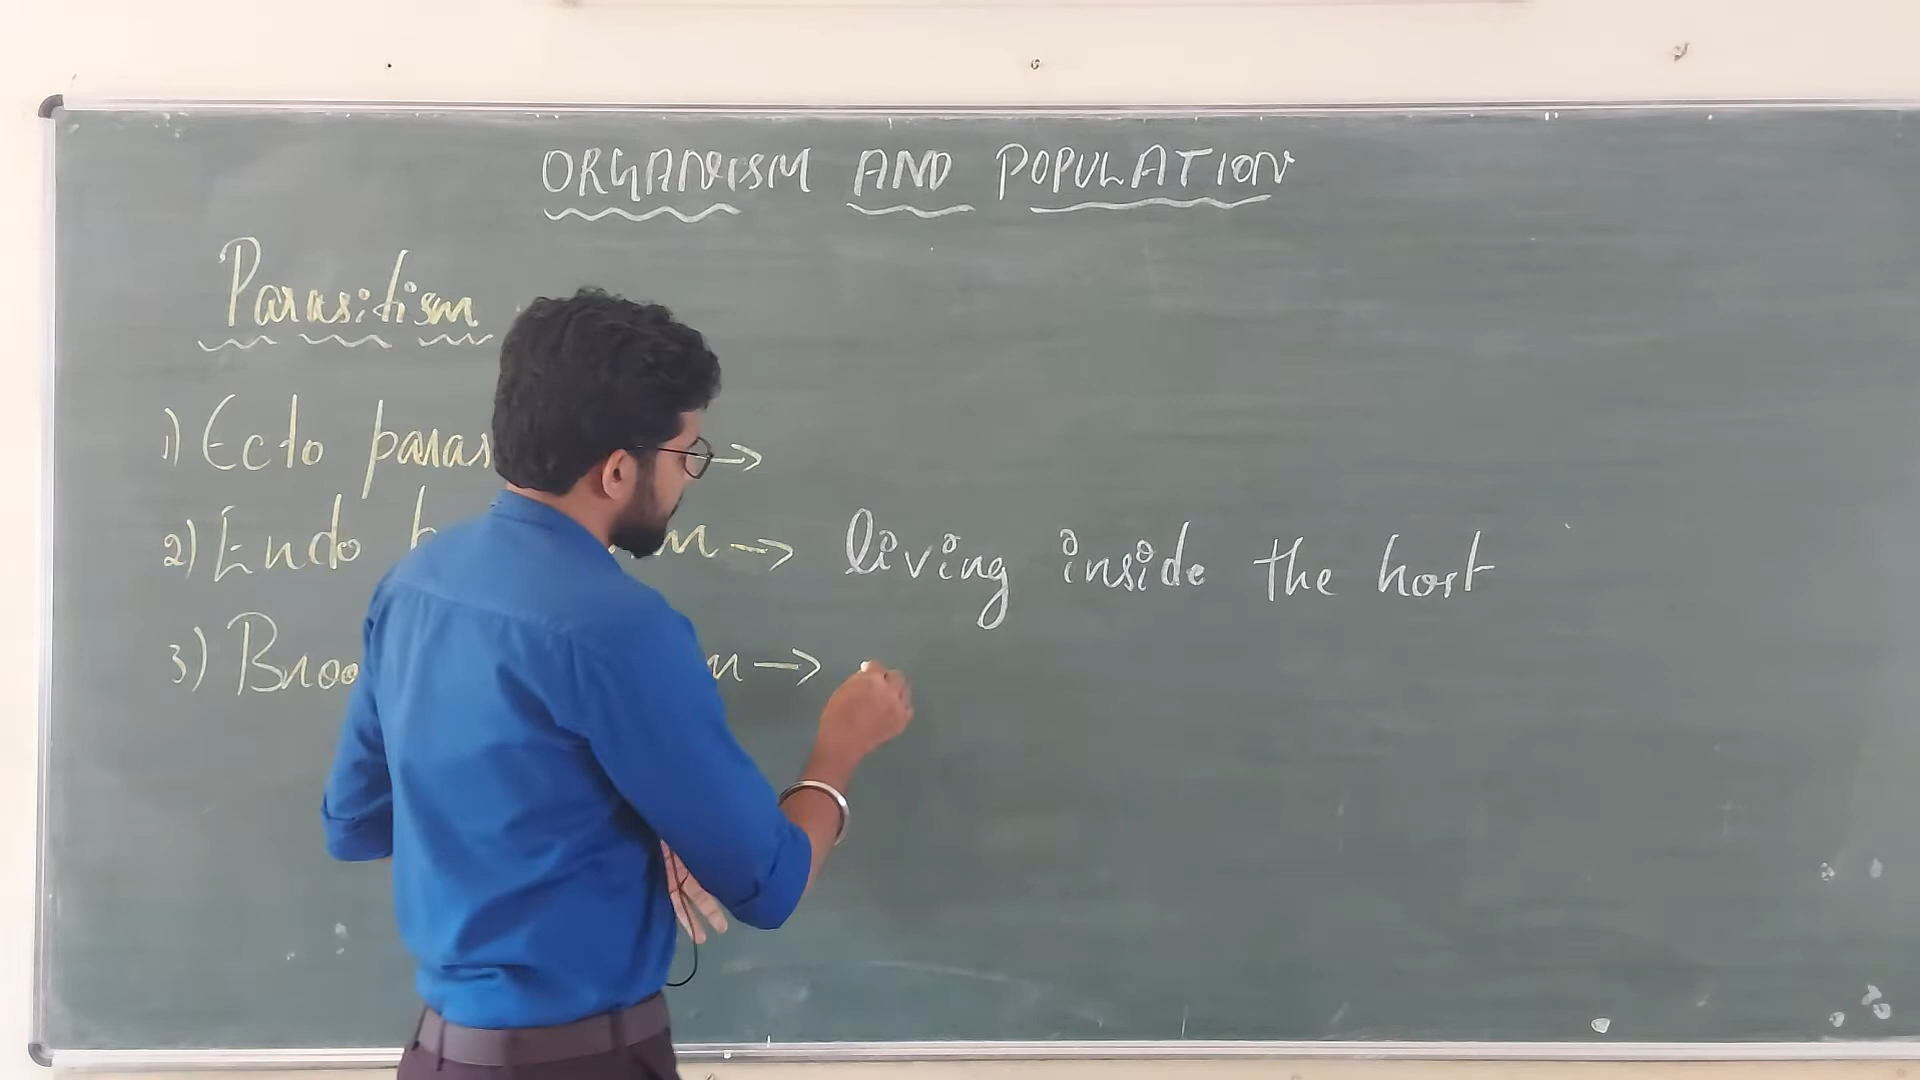 ORGANISM AND POPULATION
Parasitism
1) Ecto paras →
2) Endo → living inside the host
3) Broo →